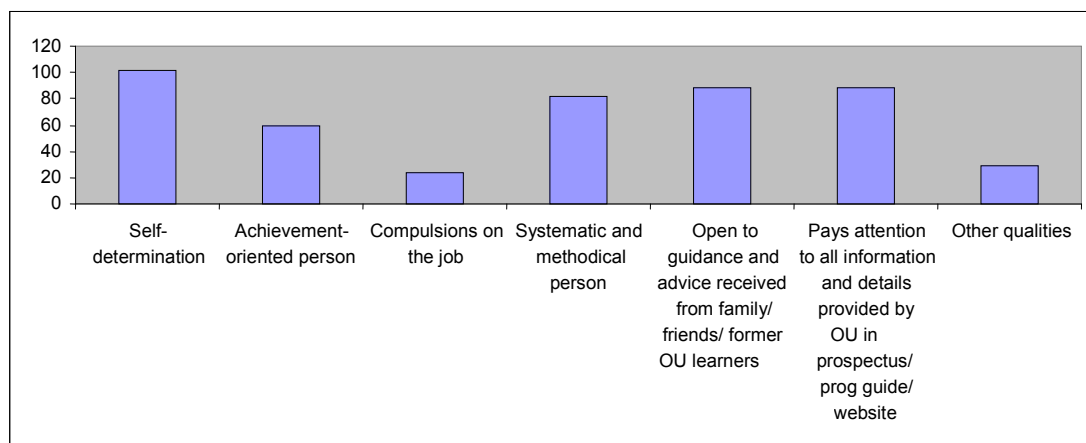 120
100
80
60
40
20
0
Self-
determination
Achievement-
oriented person
Compulsions on
the job
Systematic and
methodical
person
Open to
guidance and
advice received
from family/
friends/ former
OU learners
Pays attention
to all information
and details
provided by
OU in
prospectus/
prog guide/
website
Other qualities